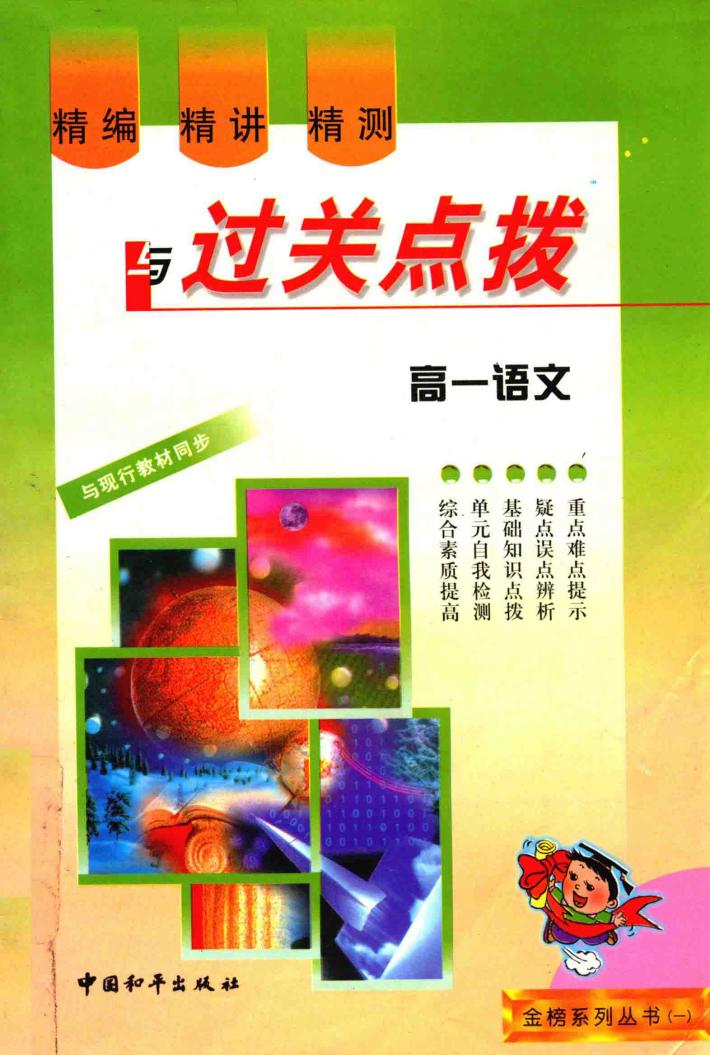 精编 精讲 精测
与过关点拨
高一语文
与现行教材同步
重点难点提示
疑点误点辨析
基础知识点拨
单元自我检测
综合素质提高
中国和平出版社
金榜系列丛书(一)